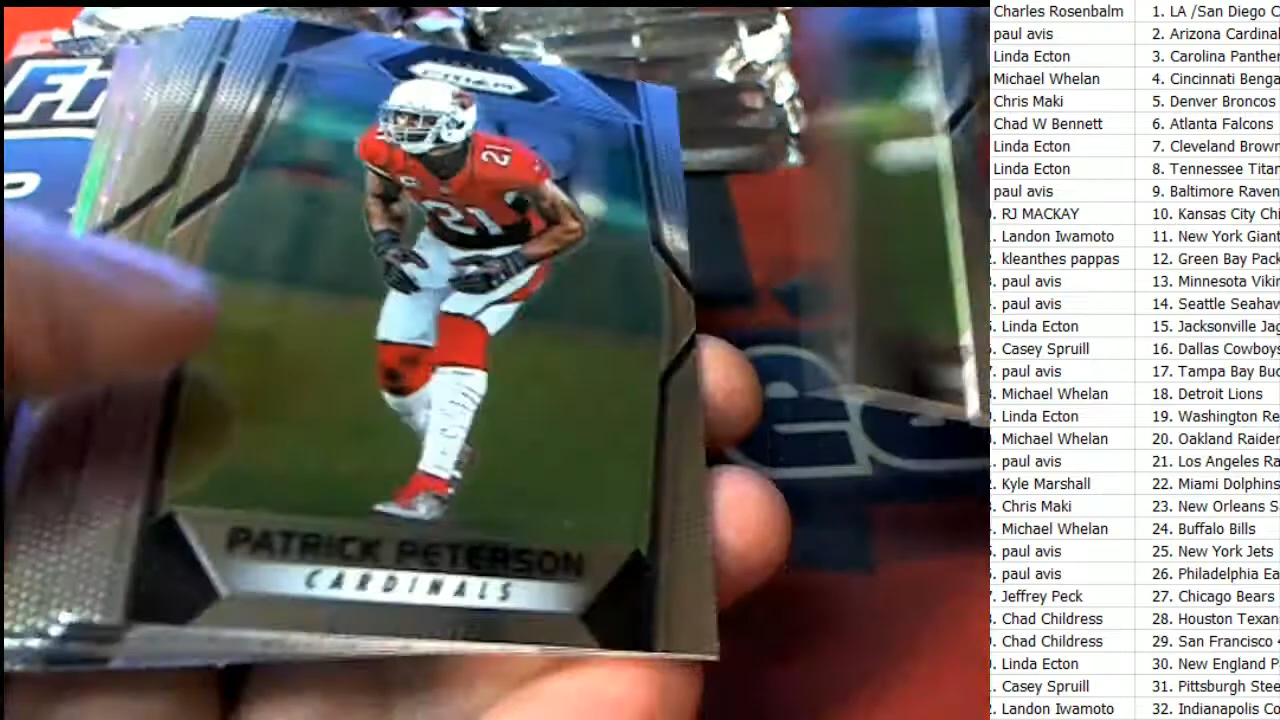 PRIZM
21
21
PATRICK PETERSON
CARDINALS
Charles Rosenbalm 1. LA /San Diego C
paul avis 2. Arizona Cardinal
Linda Ecton 3. Carolina Panther
Michael Whelan 4. Cincinnati Benga
Chris Maki 5. Denver Broncos
Chad W Bennett 6. Atlanta Falcons
Linda Ecton 7. Cleveland Brown
Linda Ecton 8. Tennessee Titan
paul avis 9. Baltimore Raven
. RJ MACKAY 10. Kansas City Ch
. Landon Iwamoto 11. New York Giant
. kleanthes pappas 12. Green Bay Pack
. paul avis 13. Minnesota Vikin
. paul avis 14. Seattle Seahaw
. Linda Ecton 15. Jacksonville Jag
. Casey Spruill 16. Dallas Cowboys
. paul avis 17. Tampa Bay Buc
. Michael Whelan 18. Detroit Lions
. Linda Ecton 19. Washington Re
. Michael Whelan 20. Oakland Raider
. paul avis 21. Los Angeles Ra
. Kyle Marshall 22. Miami Dolphins
. Chris Maki 23. New Orleans S
. Michael Whelan 24. Buffalo Bills
. paul avis 25. New York Jets
. paul avis 26. Philadelphia Ea
. Jeffrey Peck 27. Chicago Bears
. Chad Childress 28. Houston Texan
. Chad Childress 29. San Francisco 4
. Linda Ecton 30. New England P
. Casey Spruill 31. Pittsburgh Stee
. Landon Iwamoto 32. Indianapolis Co